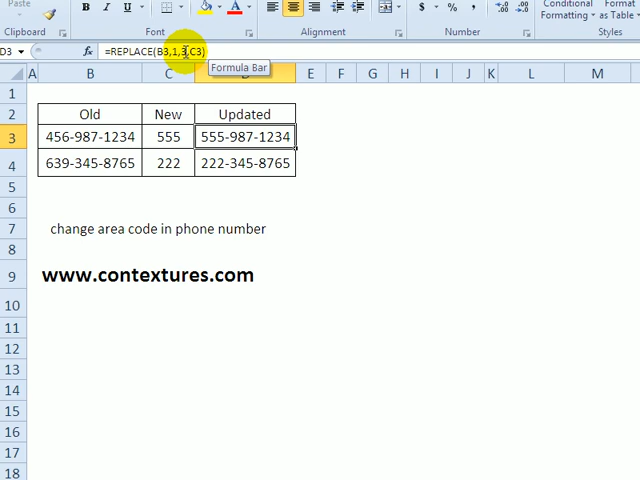 B I U A $ % , .00 Conditional Format Ce
Formatting as Table Styl
Clipboard Font Alignment Number Styles
D3 fx =REPLACE(B3,1,3,C3)
Formula Bar
A B C D E F G H I J K L M
1
2 Old New Updated
3 456-987-1234 555 555-987-1234
4 639-345-8765 222 222-345-8765
5
6
7 change area code in phone number
8
9 www.contextures.com
10
11
12
13
14
15
16
17
18